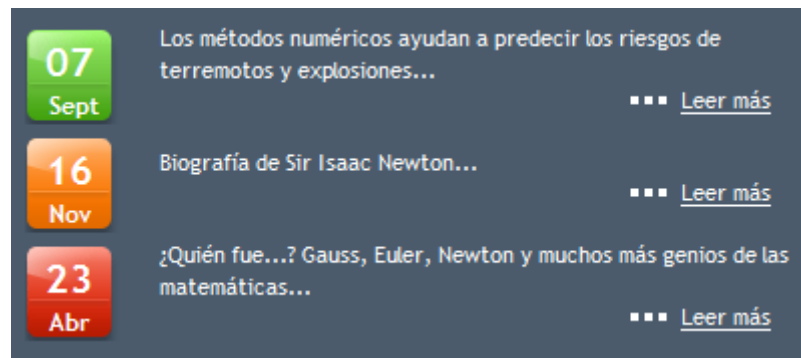 07
Sept
Los métodos numéricos ayudan a predecir los riesgos de
terremotos y explosiones...
Leer más
16
Nov
Biografía de Sir Isaac Newton...
Leer más
23
Abr
¿Quién fue...? Gauss, Euler, Newton y muchos más genios de las
matemáticas...
Leer más